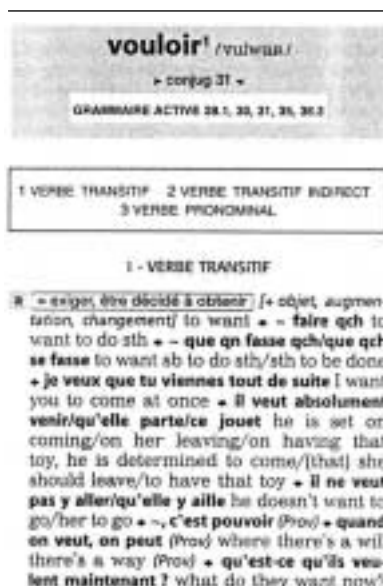 vouloir¹ /vulwaʀ/
▸ conjug 31 ◂
GRAMMAIRE ACTIVE 28.1, 30, 31, 35,
1 VERBE TRANSITIF 2 VERBE TRANSITIF INDIRECT
3 VERBE PRONOMINAL
1 - VERBE TRANSITIF
= exiger, être décidé à obtenir [+ objet, augmen-
tation, changement] to want ♦ ~ faire qch to
want to do sth ♦ ~ que qn fasse qch/que qch
se fasse to want sb to do sth/sth to be done
♦ je veux que tu viennes tout de suite I want
you to come at once ♦ il veut absolument
venir/qu'elle parte/ce jouet he is set on
coming/on her leaving/on having that
toy, he is determined to come/(that) she
should leave/to have that toy ♦ il ne veut
pas y aller/qu'elle y aille he doesn't want to
go/her to go ♦ ~, c'est pouvoir (Prov) ♦ quand
on veut, on peut (Prov) where there's a will
there's a way (Prov) ♦ qu'est-ce qu'ils veu-
lent maintenant ? what do they want now